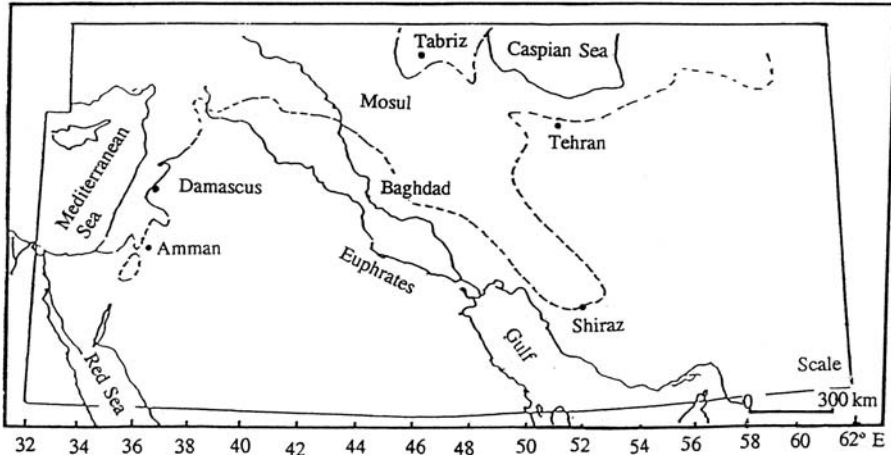 Tabriz
Caspian Sea
Mosul
Tehran
Mediterranean
Sea
Damascus
Baghdad
Amman
Euphrates
Shiraz
Gulf
Red Sea
Scale
0 300 km
32 34 36 38 40 42 44 46 48 50 52 54 56 58 60 62° E